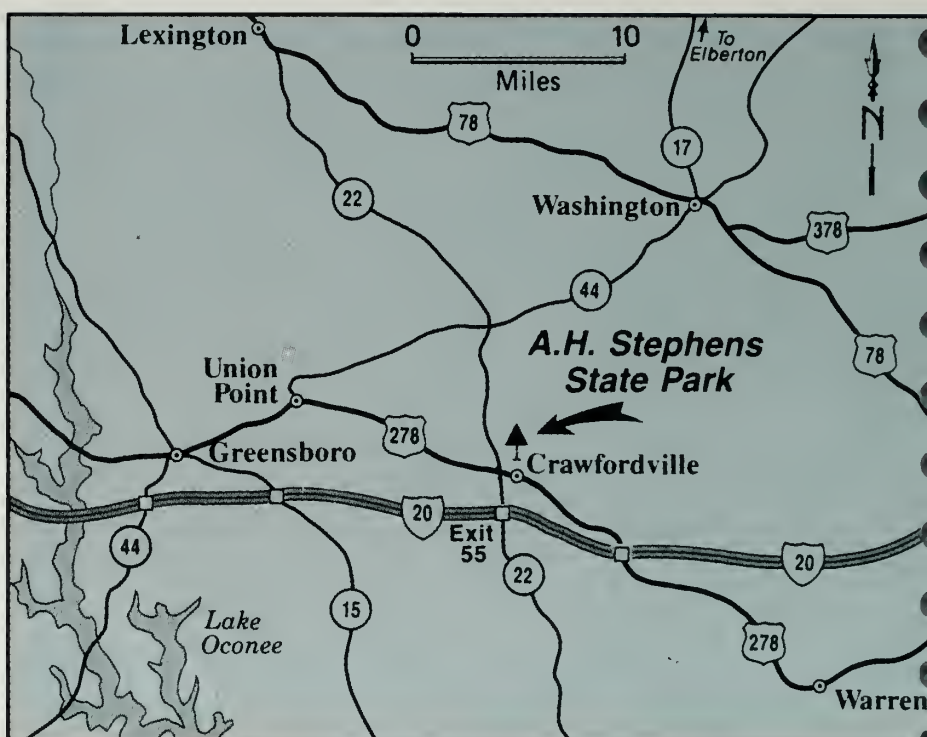 Lexington
0 10
Miles
To
Elberton
N
78
17
22
Washington
378
44
A.H. Stephens
State Park
Union
Point
78
278
Greensboro
Crawfordville
20
Exit
55
20
44
22
15
Lake
Oconee
278
Warren